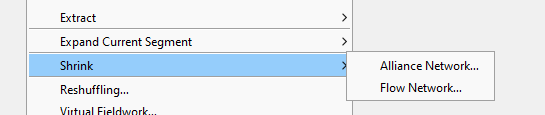 Extract
Expand Current Segment
Shrink
Alliance Network...
Flow Network...
Reshuffling...
Virtual Fieldwork...